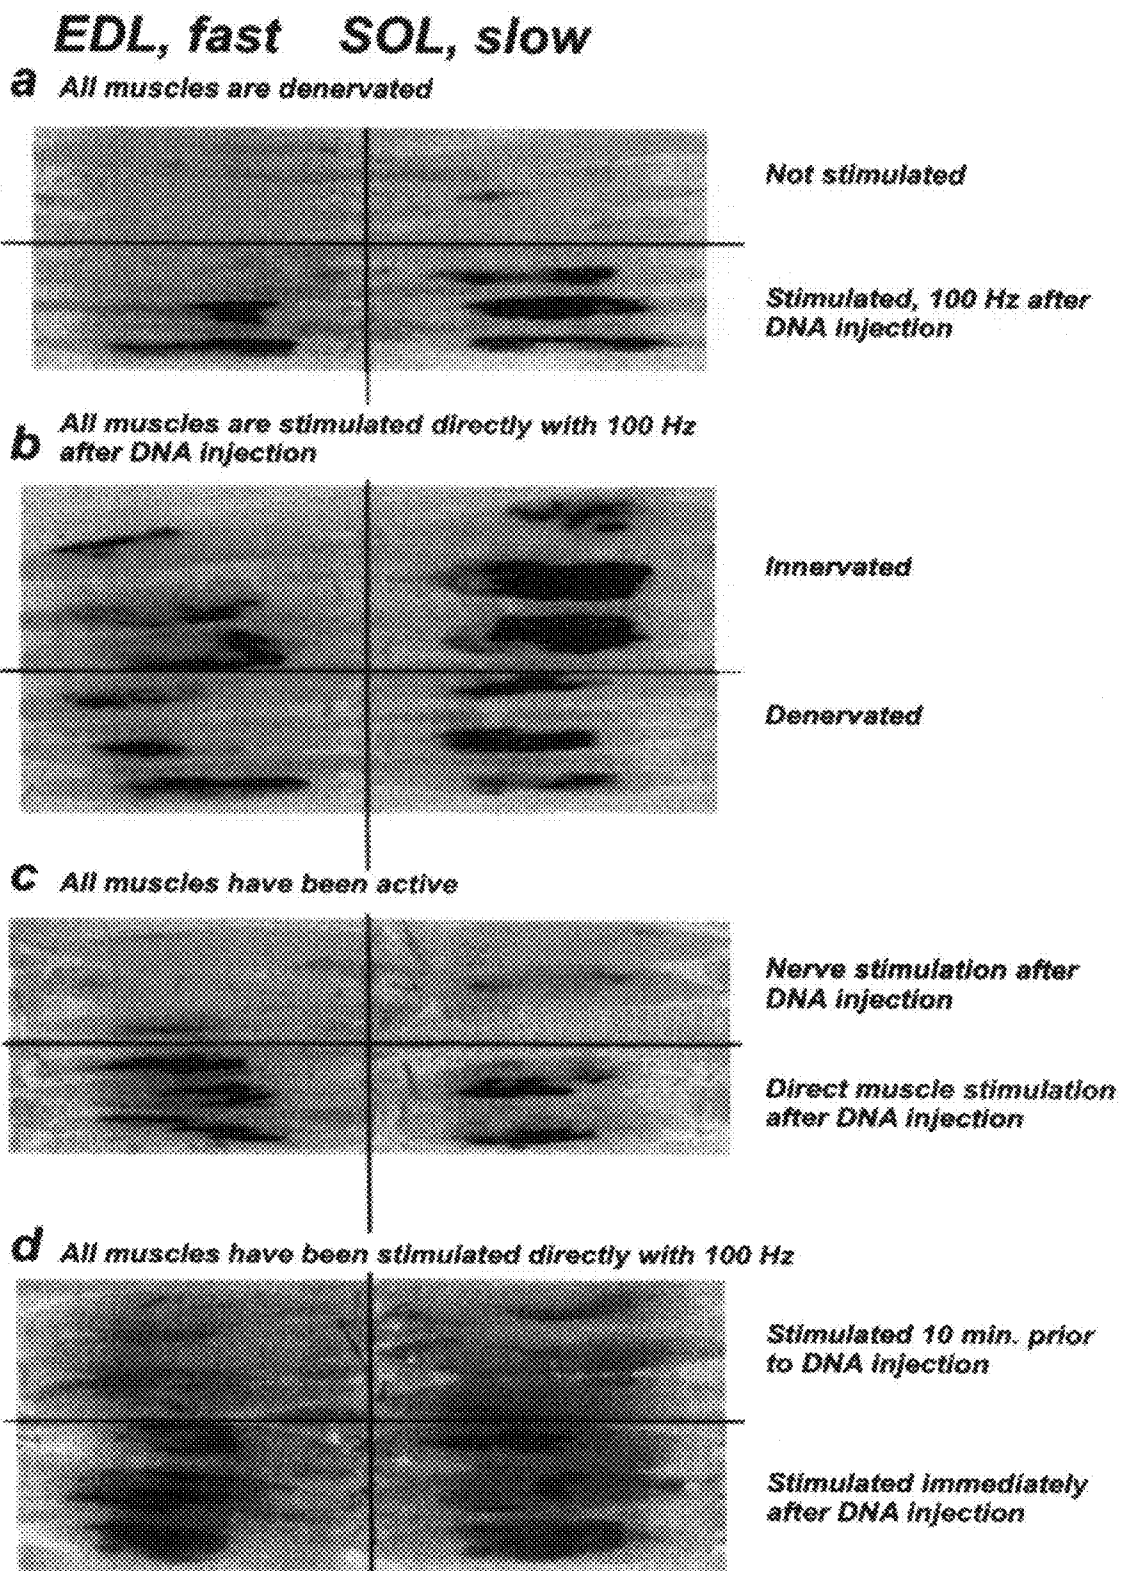 EDL, fast SOL, slow
a All muscles are denervated
Not stimulated
Stimulated, 100 Hz after
DNA injection
b All muscles are stimulated directly with 100 Hz
after DNA injection
Innervated
Denervated
c All muscles have been active
Nerve stimulation after
DNA injection
Direct muscle stimulation
after DNA injection
d All muscles have been stimulated directly with 100 Hz
Stimulated 10 min. prior
to DNA injection
Stimulated immediately
after DNA injection